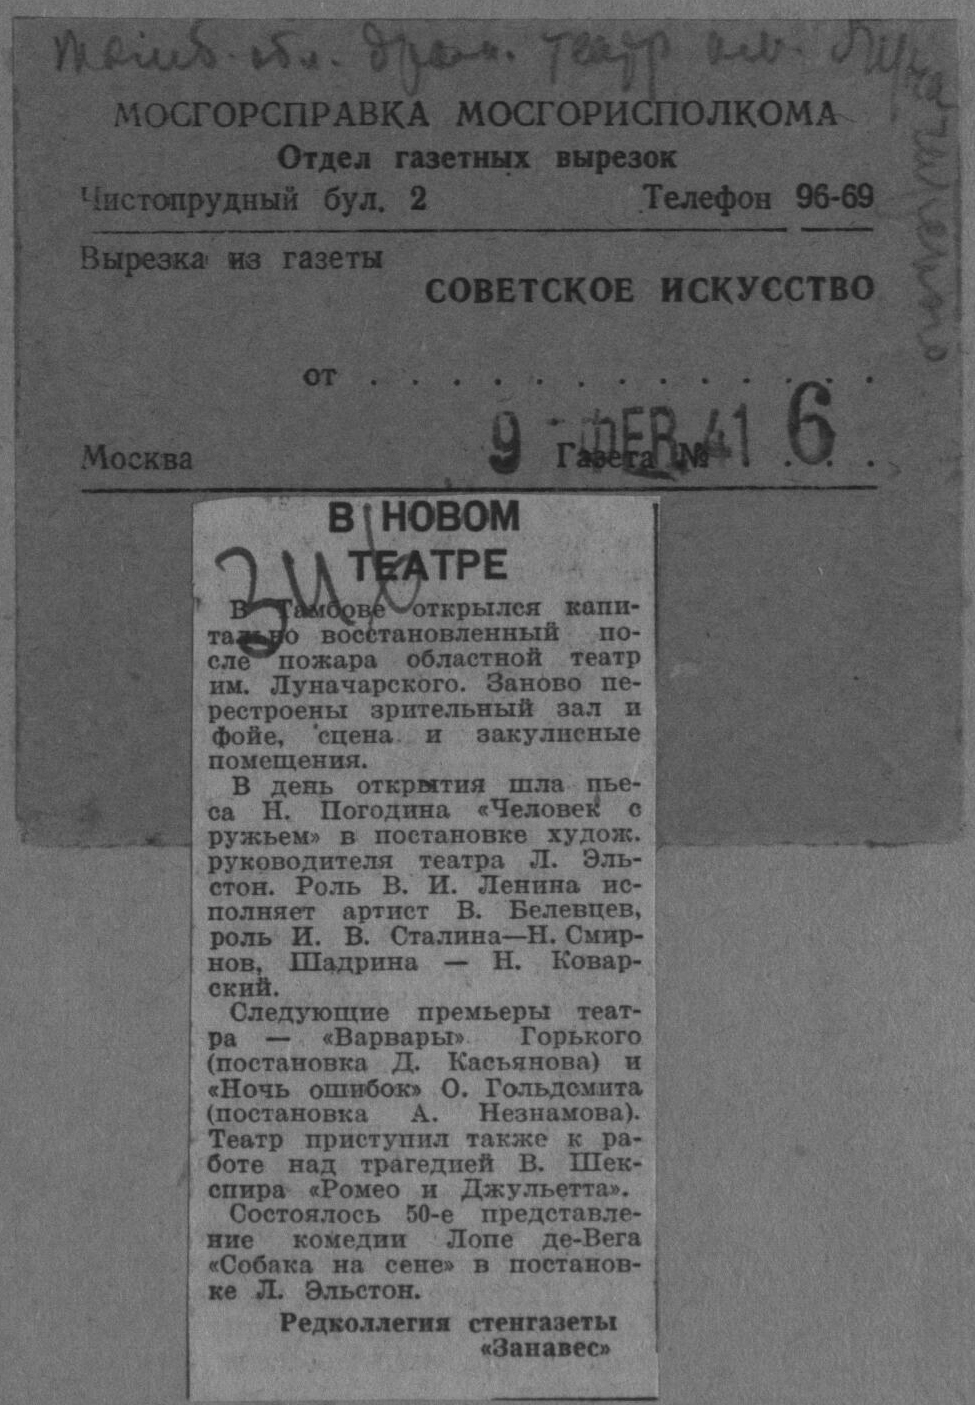 театр им.
МОСГОРСПРАВКА МОСГОРИСПОЛКОМА
Отдел газетных вырезок
Чистопрудный бул. 2 Телефон 96-69
Вырезка из газеты
СОВЕТСКОЕ ИСКУССТВО
от . . . . . . . . . . . . .
9 ФЕВ 41 6
Москва Газета № . . . .
В НОВОМ
ТЕАТРЕ
В Тамбове открылся капи-
тально восстановленный по-
сле пожара областной театр
им. Луначарского. Заново пе-
рестроены зрительный зал и
фойе, сцена и закулисные
помещения.
В день открытия шла пье-
са Н. Погодина «Человек с
ружьем» в постановке худож.
руководителя театра Л. Эль-
стон. Роль В. И. Ленина ис-
полняет артист В. Белевцев,
роль И. В. Сталина—Н. Смир-
нов, Шадрина — Н. Ковар-
ский.
Следующие премьеры теат-
ра — «Варвары» Горького
(постановка Д. Касьянова) и
«Ночь ошибок» О. Гольдсмита
(постановка А. Незнамова).
Театр приступил также к ра-
боте над трагедией В. Шек-
спира «Ромео и Джульетта».
Состоялось 50-е представле-
ние комедии Лопе де-Вега
«Собака на сене» в постанов-
ке Л. Эльстон.
Редколлегия стенгазеты
«Занавес»